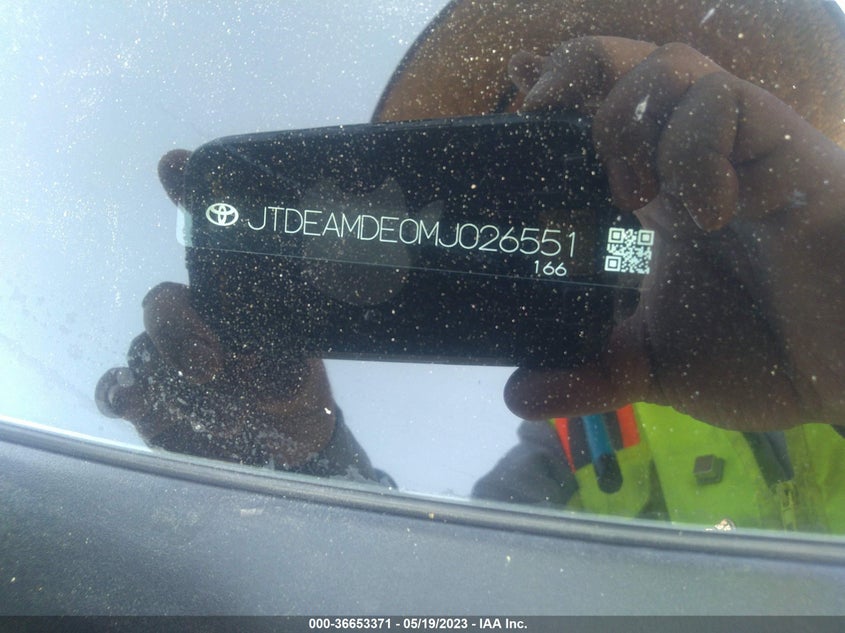 JTDEAMDE0MJ026551
166
000-36653371 - 05/19/2023 - IAA Inc.